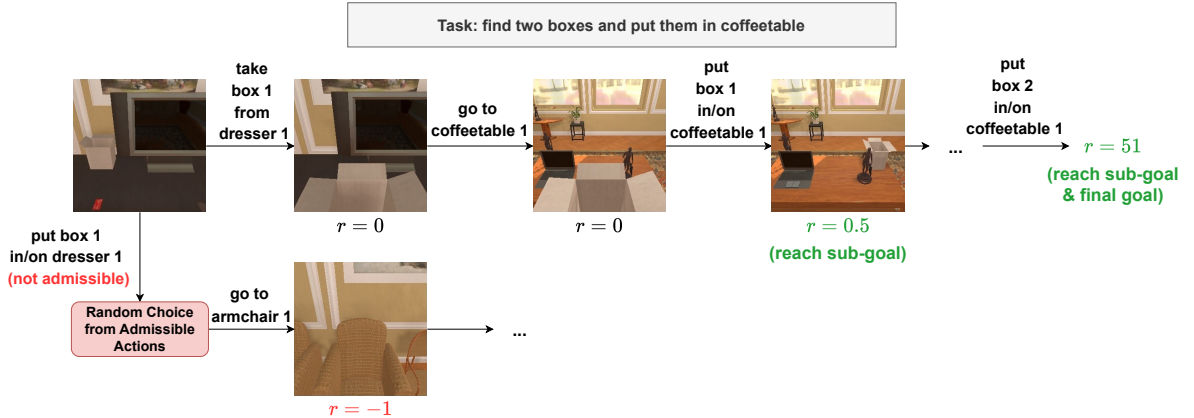 Task: find two boxes and put them in coffeetable
take
box 1
from
dresser 1
go to
coffeetable 1
put
box 1
in/on
coffeetable 1
...
put
box 2
in/on
coffeetable 1
r = 0
r = 0
r = 0.5
(reach sub-goal)
r = 51
(reach sub-goal
& final goal)
put box 1
in/on dresser 1
(not admissible)
Random Choice
from Admissible
Actions
go to
armchair 1
...
r = −1